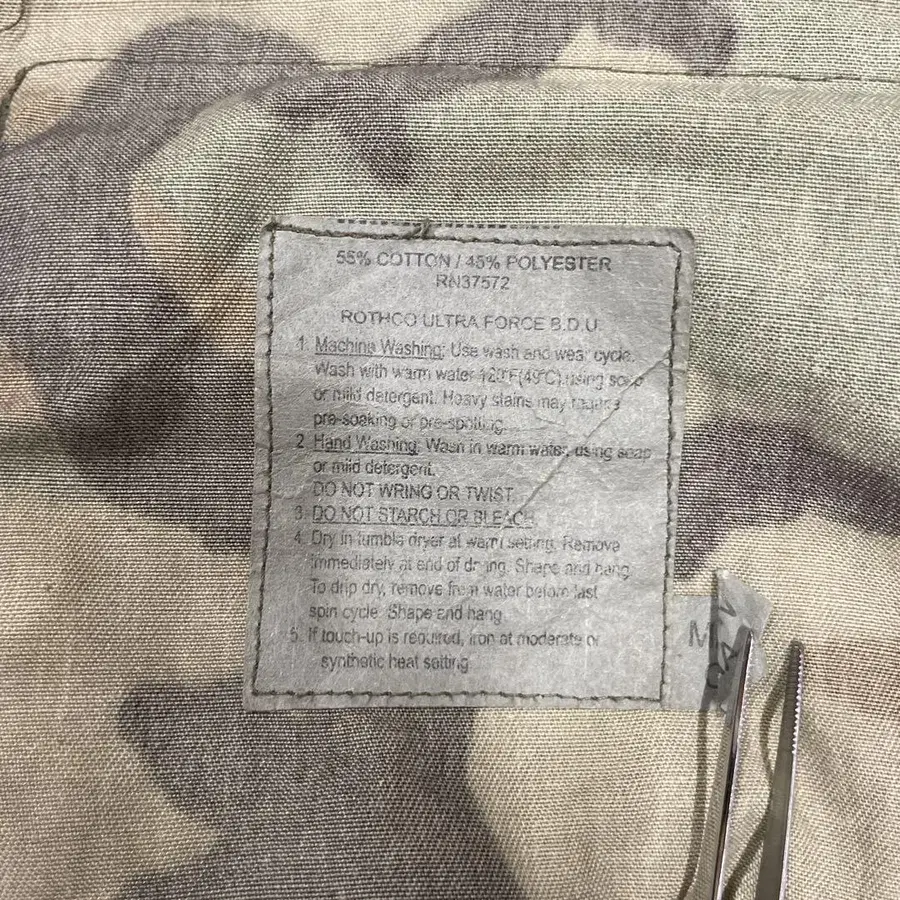 55% COTTON / 45% POLYESTER
RN37572
ROTHCO ULTRA FORCE B.D.U.
1. Machine Washing: Use wash and wear cycle.
Wash with warm water 120°F(49°C) using soap
or mild detergent. Heavy stains may require
pre-soaking or pre-spotting.
2. Hand Washing: Wash in warm water, using soap
or mild detergent.
DO NOT WRING OR TWIST.
3. DO NOT STARCH OR BLEACH.
4. Dry in tumble dryer at warm setting. Remove
immediately at end of drying. Shape and hang.
To drip dry, remove from water before last
spin cycle. Shape and hang.
5. If touch-up is required, iron at moderate or
synthetic heat setting.
M